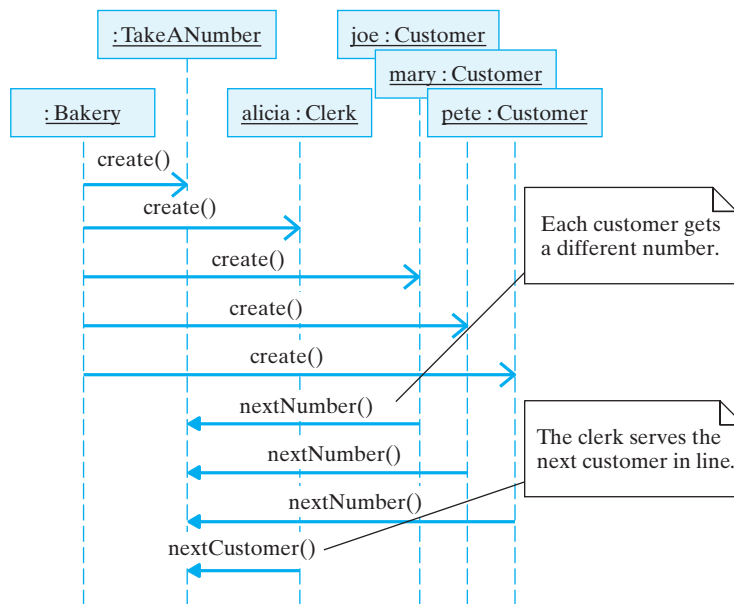 :TakeANumber
joe : Customer
mary : Customer
:Bakery
alicia : Clerk
pete : Customer
create()
create()
Each customer gets
a different number.
create()
create()
create()
nextNumber()
The clerk serves the
next customer in line.
nextNumber()
nextNumber()
nextCustomer()